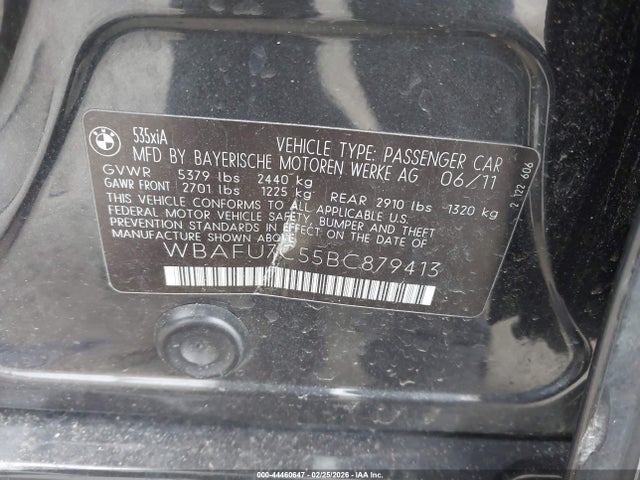 BMW
535xiA
VEHICLE TYPE: PASSENGER CAR
MFD BY BAYERISCHE MOTOREN WERKE AG 06/11
GVWR 5379 lbs 2440 kg
GAWR FRONT 2701 lbs 1225 kg REAR 2910 lbs 1320 kg
THIS VEHICLE CONFORMS TO ALL APPLICABLE U.S.
FEDERAL MOTOR VEHICLE SAFETY, BUMPER AND THEFT
PREVENTION STANDARDS IN EFFECT ON THE DATE OF
MANUFACTURE SHOWN ABOVE.
WBAFU7C55BC879413
2 122 606
000-44460647 - 02/25/2026 - IAA Inc.